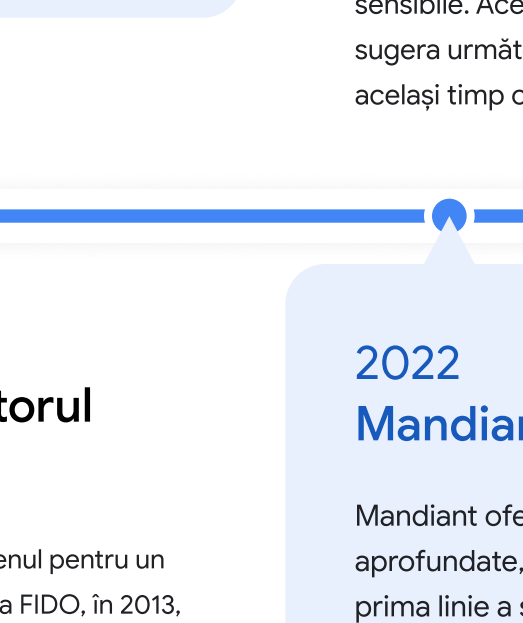 sensibile. Ace
sugera următ
același timp c
torul
enul pentru un
a FIDO, în 2013,
2022
Mandian
Mandiant ofe
aprofundate,
prima linie a s